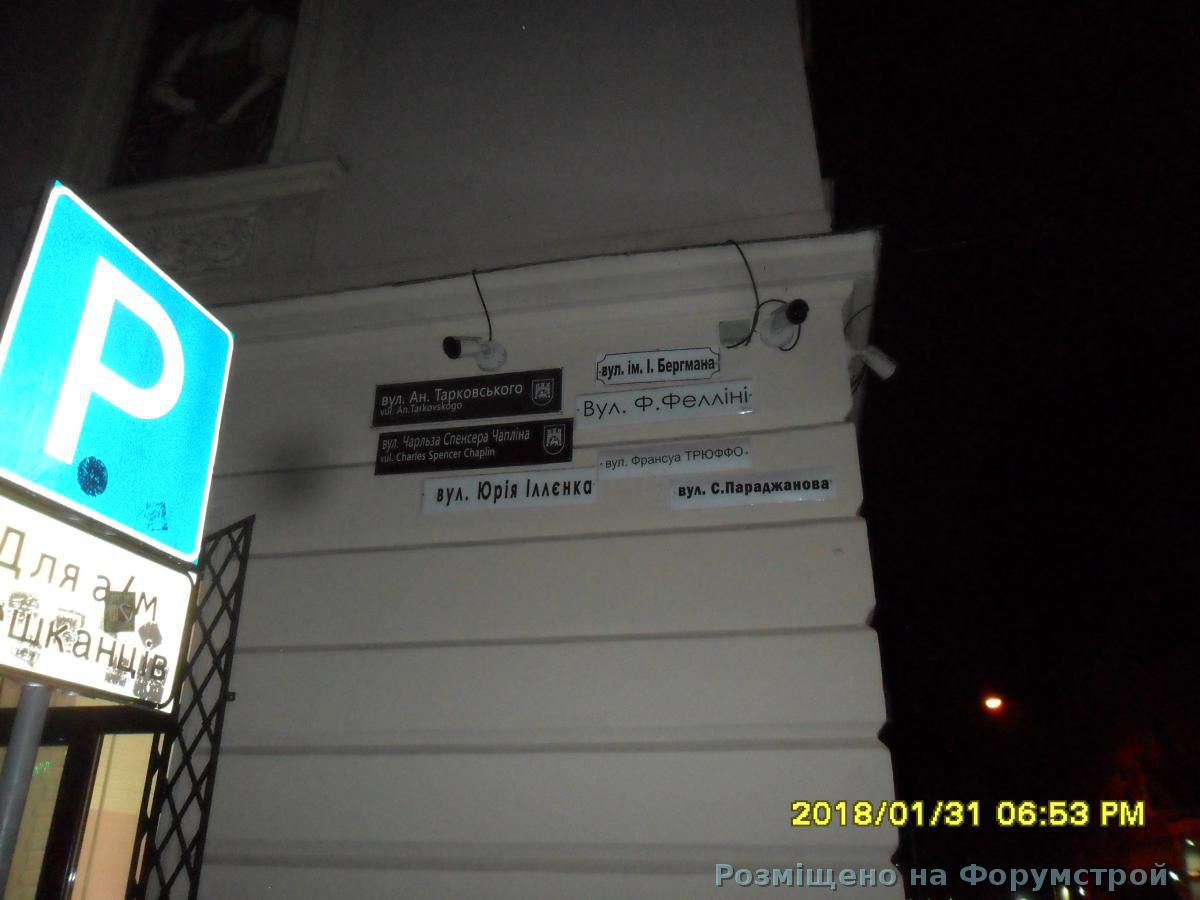 P
Для а/м
шканців
вул. ім. І. Бергмана
вул. Ан. Тарковського
vul. An.Tarkovskogo
Вул. Ф.Фелліні
вул. Чарльза Спенсера Чапліна
vul. Charles Spencer Chaplin
вул. Франсуа ТРЮФФО
вул. Юрія Іллєнка
вул. С.Параджанова
2018/01/31 06:53 PM
Розміщено на Форумстрой